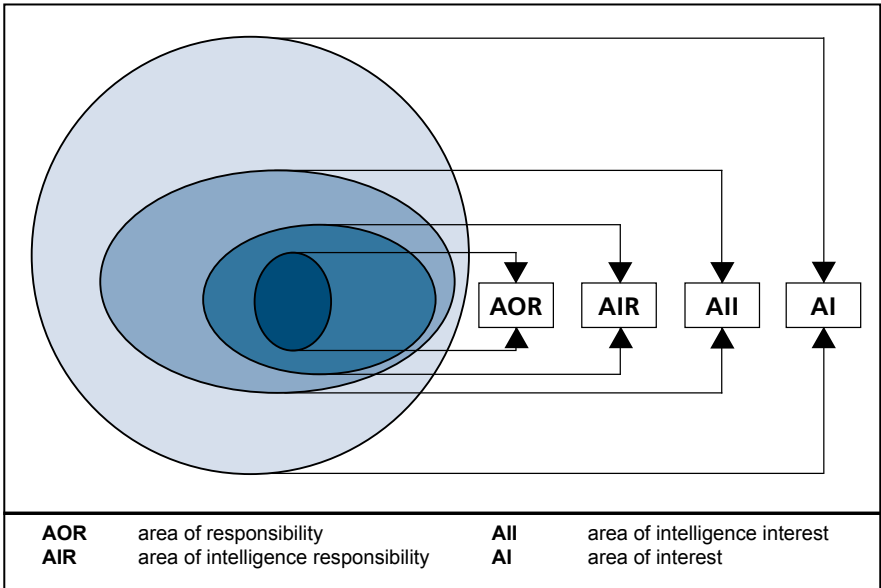 AOR AIR AII AI
AOR area of responsibility AII area of intelligence interest
AIR area of intelligence responsibility AI area of interest